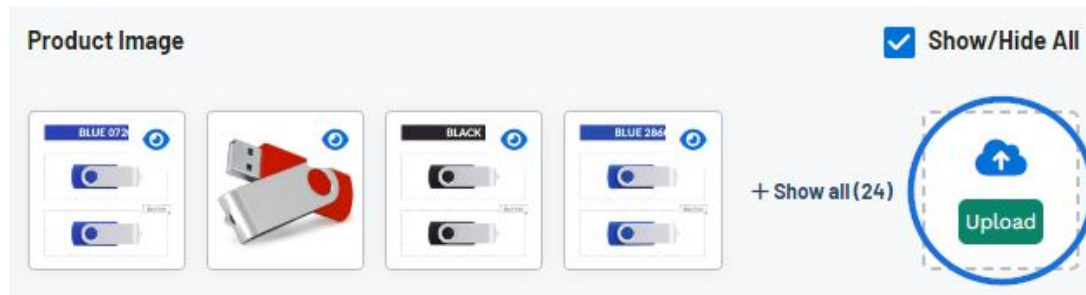 Product Image
Show/Hide All
BLUE 072
BLACK
BLUE 286
+ Show all (24)
Upload